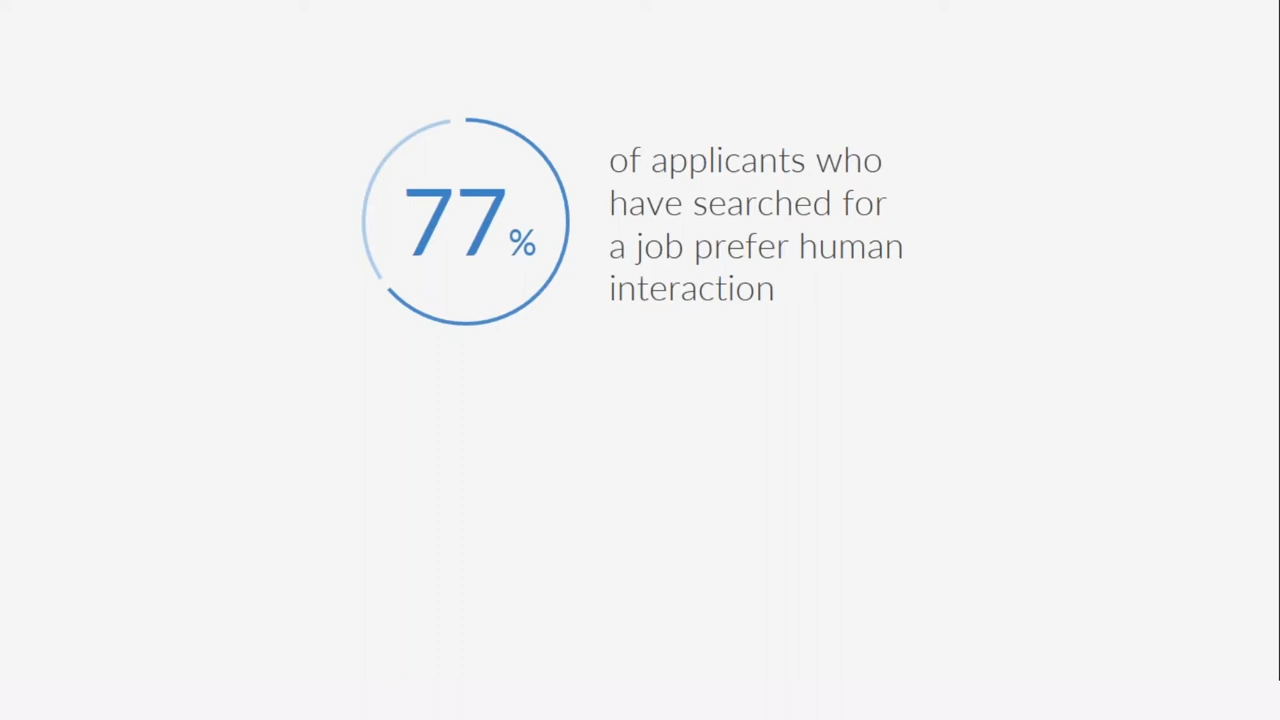 77%
of applicants who
have searched for
a job prefer human
interaction